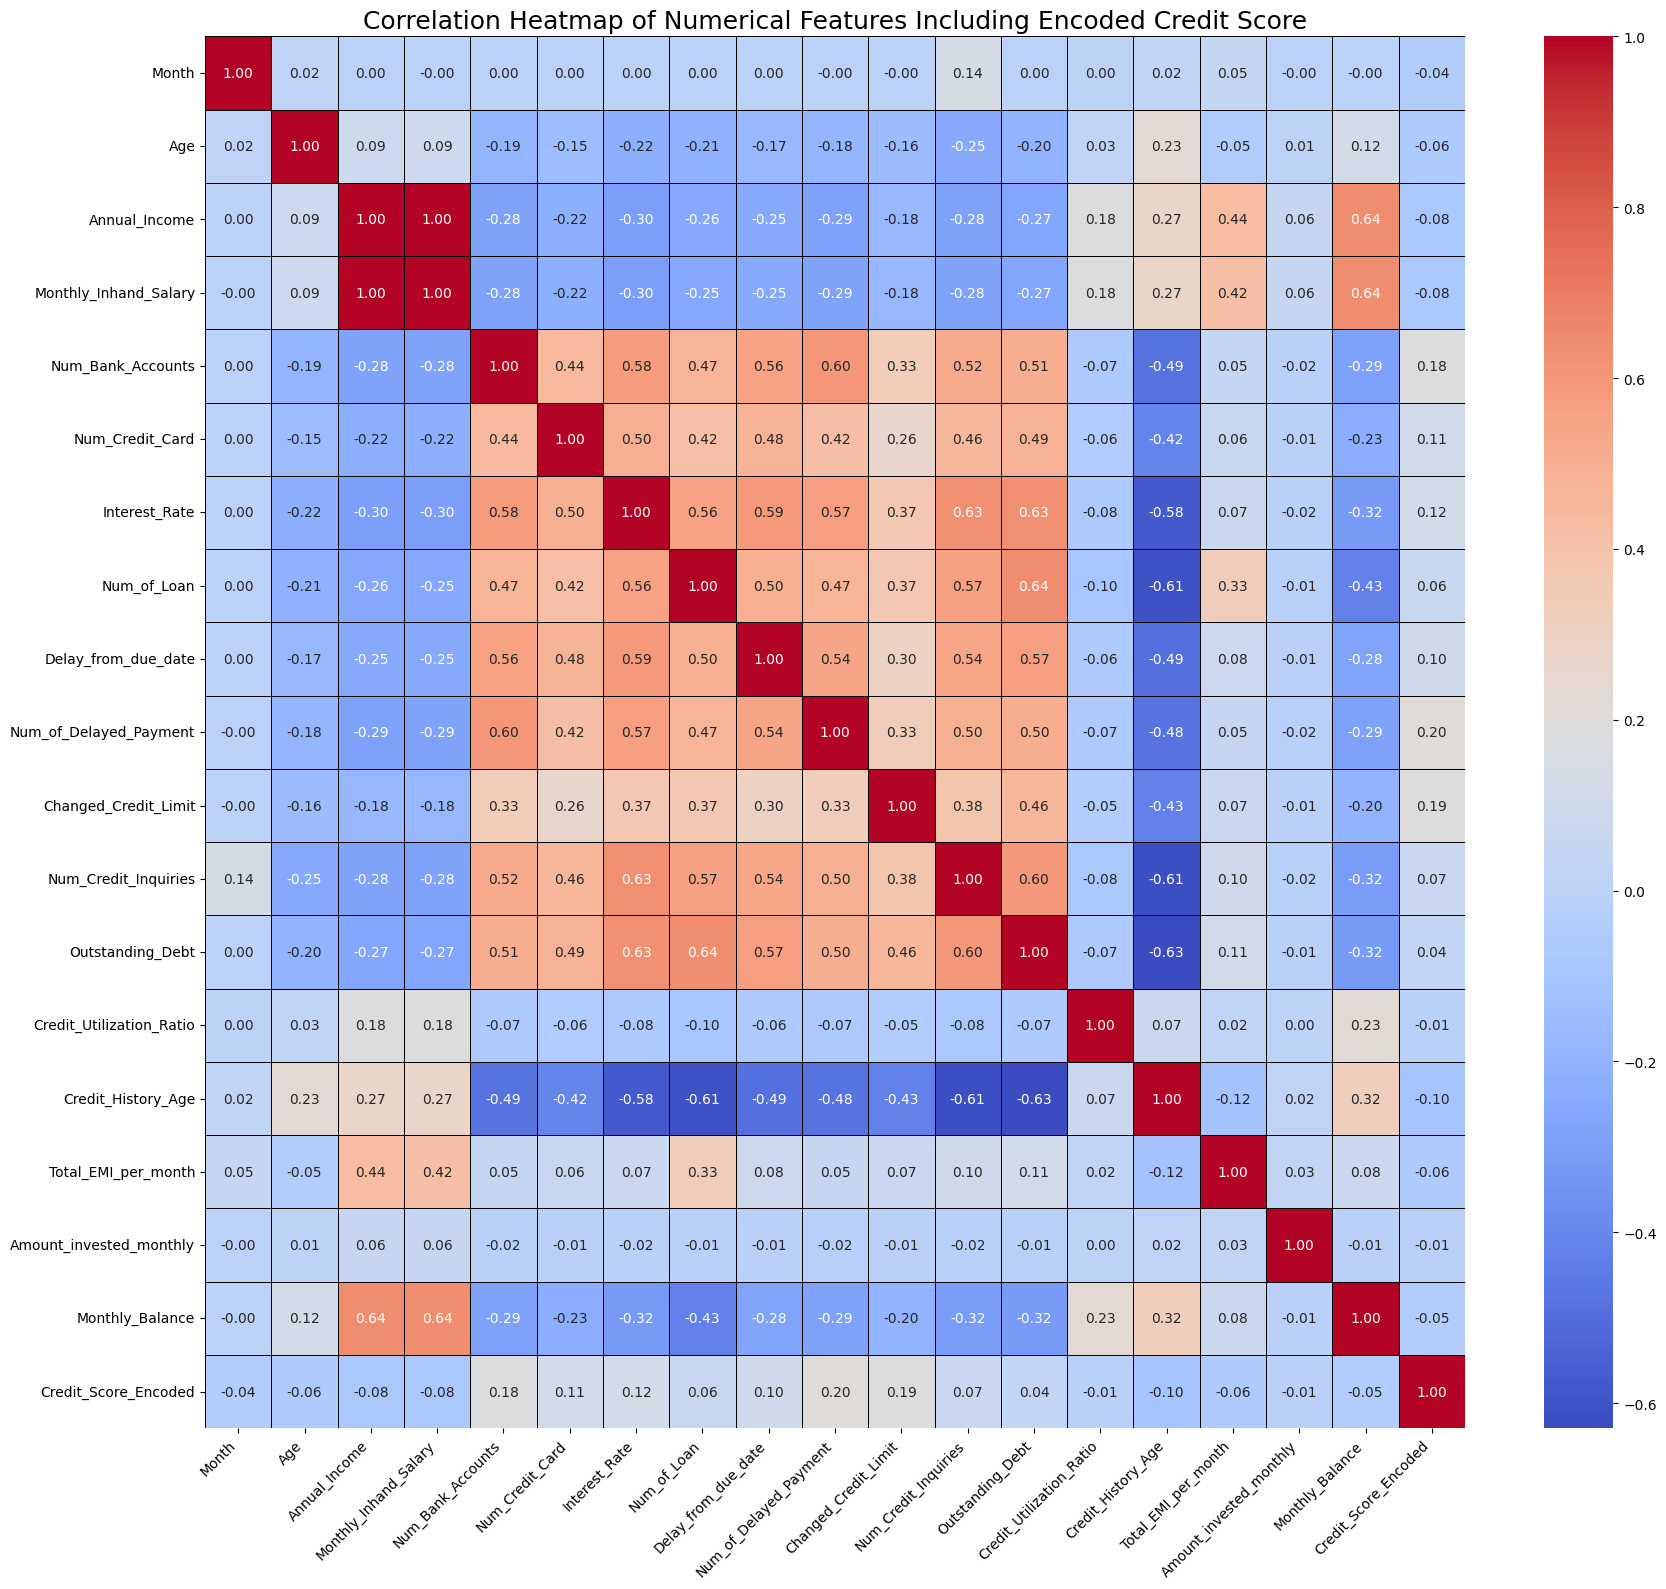 Correlation Heatmap of Numerical Features Including Encoded Credit Score
Month 1.00 0.02 0.00 -0.00 0.00 0.00 0.00 0.00 0.00 -0.00 -0.00 0.14 0.00 0.00 0.02 0.05 -0.00 -0.00 -0.04
Age 0.02 1.00 0.09 0.09 -0.19 -0.15 -0.22 -0.21 -0.17 -0.18 -0.16 -0.25 -0.20 0.03 0.23 -0.05 0.01 0.12 -0.06
Annual_Income 0.00 0.09 1.00 1.00 -0.28 -0.22 -0.30 -0.26 -0.25 -0.29 -0.18 -0.28 -0.27 0.18 0.27 0.44 0.06 0.64 -0.08
Monthly_Inhand_Salary -0.00 0.09 1.00 1.00 -0.28 -0.22 -0.30 -0.25 -0.25 -0.29 -0.18 -0.28 -0.27 0.18 0.27 0.42 0.06 0.64 -0.08
Num_Bank_Accounts 0.00 -0.19 -0.28 -0.28 1.00 0.44 0.58 0.47 0.56 0.60 0.33 0.52 0.51 -0.07 -0.49 0.05 -0.02 -0.29 0.18
Num_Credit_Card 0.00 -0.15 -0.22 -0.22 0.44 1.00 0.50 0.42 0.48 0.42 0.26 0.46 0.49 -0.06 -0.42 0.06 -0.01 -0.23 0.11
Interest_Rate 0.00 -0.22 -0.30 -0.30 0.58 0.50 1.00 0.56 0.59 0.57 0.37 0.63 0.63 -0.08 -0.58 0.07 -0.02 -0.32 0.12
Num_of_Loan 0.00 -0.21 -0.26 -0.25 0.47 0.42 0.56 1.00 0.50 0.47 0.37 0.57 0.64 -0.10 -0.61 0.33 -0.01 -0.43 0.06
Delay_from_due_date 0.00 -0.17 -0.25 -0.25 0.56 0.48 0.59 0.50 1.00 0.54 0.30 0.54 0.57 -0.06 -0.49 0.08 -0.01 -0.28 0.10
Num_of_Delayed_Payment -0.00 -0.18 -0.29 -0.29 0.60 0.42 0.57 0.47 0.54 1.00 0.33 0.50 0.50 -0.07 -0.48 0.05 -0.02 -0.29 0.20
Changed_Credit_Limit -0.00 -0.16 -0.18 -0.18 0.33 0.26 0.37 0.37 0.30 0.33 1.00 0.38 0.46 -0.05 -0.43 0.07 -0.01 -0.20 0.19
Num_Credit_Inquiries 0.14 -0.25 -0.28 -0.28 0.52 0.46 0.63 0.57 0.54 0.50 0.38 1.00 0.60 -0.08 -0.61 0.10 -0.02 -0.32 0.07
Outstanding_Debt 0.00 -0.20 -0.27 -0.27 0.51 0.49 0.63 0.64 0.57 0.50 0.46 0.60 1.00 -0.07 -0.63 0.11 -0.01 -0.32 0.04
Credit_Utilization_Ratio 0.00 0.03 0.18 0.18 -0.07 -0.06 -0.08 -0.10 -0.06 -0.07 -0.05 -0.08 -0.07 1.00 0.07 0.02 0.00 0.23 -0.01
Credit_History_Age 0.02 0.23 0.27 0.27 -0.49 -0.42 -0.58 -0.61 -0.49 -0.48 -0.43 -0.61 -0.63 0.07 1.00 -0.12 0.02 0.32 -0.10
Total_EMI_per_month 0.05 -0.05 0.44 0.42 0.05 0.06 0.07 0.33 0.08 0.05 0.07 0.10 0.11 0.02 -0.12 1.00 0.03 0.08 -0.06
Amount_invested_monthly -0.00 0.01 0.06 0.06 -0.02 -0.01 -0.02 -0.01 -0.01 -0.02 -0.01 -0.02 -0.01 0.00 0.02 0.03 1.00 -0.01 -0.01
Monthly_Balance -0.00 0.12 0.64 0.64 -0.29 -0.23 -0.32 -0.43 -0.28 -0.29 -0.20 -0.32 -0.32 0.23 0.32 0.08 -0.01 1.00 -0.05
Credit_Score_Encoded -0.04 -0.06 -0.08 -0.08 0.18 0.11 0.12 0.06 0.10 0.20 0.19 0.07 0.04 -0.01 -0.10 -0.06 -0.01 -0.05 1.00
Month
Age
Annual_Income
Monthly_Inhand_Salary
Num_Bank_Accounts
Num_Credit_Card
Interest_Rate
Num_of_Loan
Delay_from_due_date
Num_of_Delayed_Payment
Changed_Credit_Limit
Num_Credit_Inquiries
Outstanding_Debt
Credit_Utilization_Ratio
Credit_History_Age
Total_EMI_per_month
Amount_invested_monthly
Monthly_Balance
Credit_Score_Encoded
1.0
0.8
0.6
0.4
0.2
0.0
−0.2
−0.4
−0.6